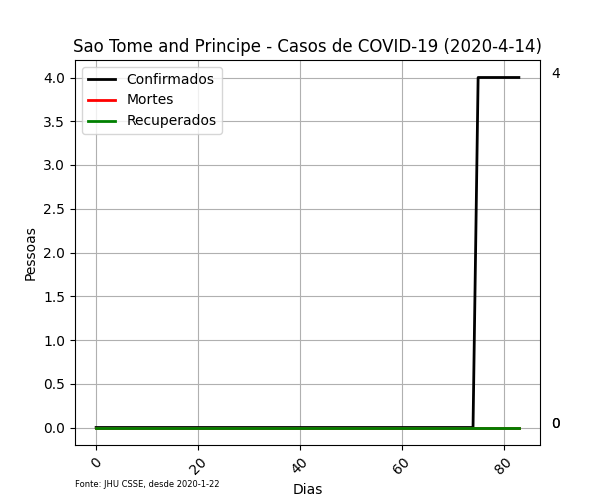 Sao Tome and Principe - Casos de COVID-19 (2020-4-14)
Confirmados
Mortes
Recuperados
4
4.0
3.5
3.0
2.5
2.0
1.5
1.0
0.5
0.0
0
Pessoas
0 20 40 60 80
Dias
Fonte: JHU CSSE, desde 2020-1-22